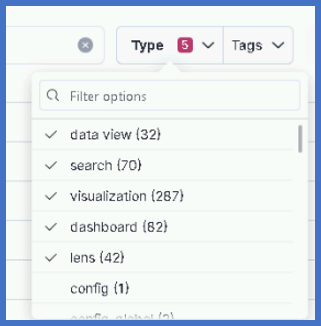 Type 5 Tags
Filter options
data view (32)
search (70)
visualization (287)
dashboard (82)
lens (42)
config (1)